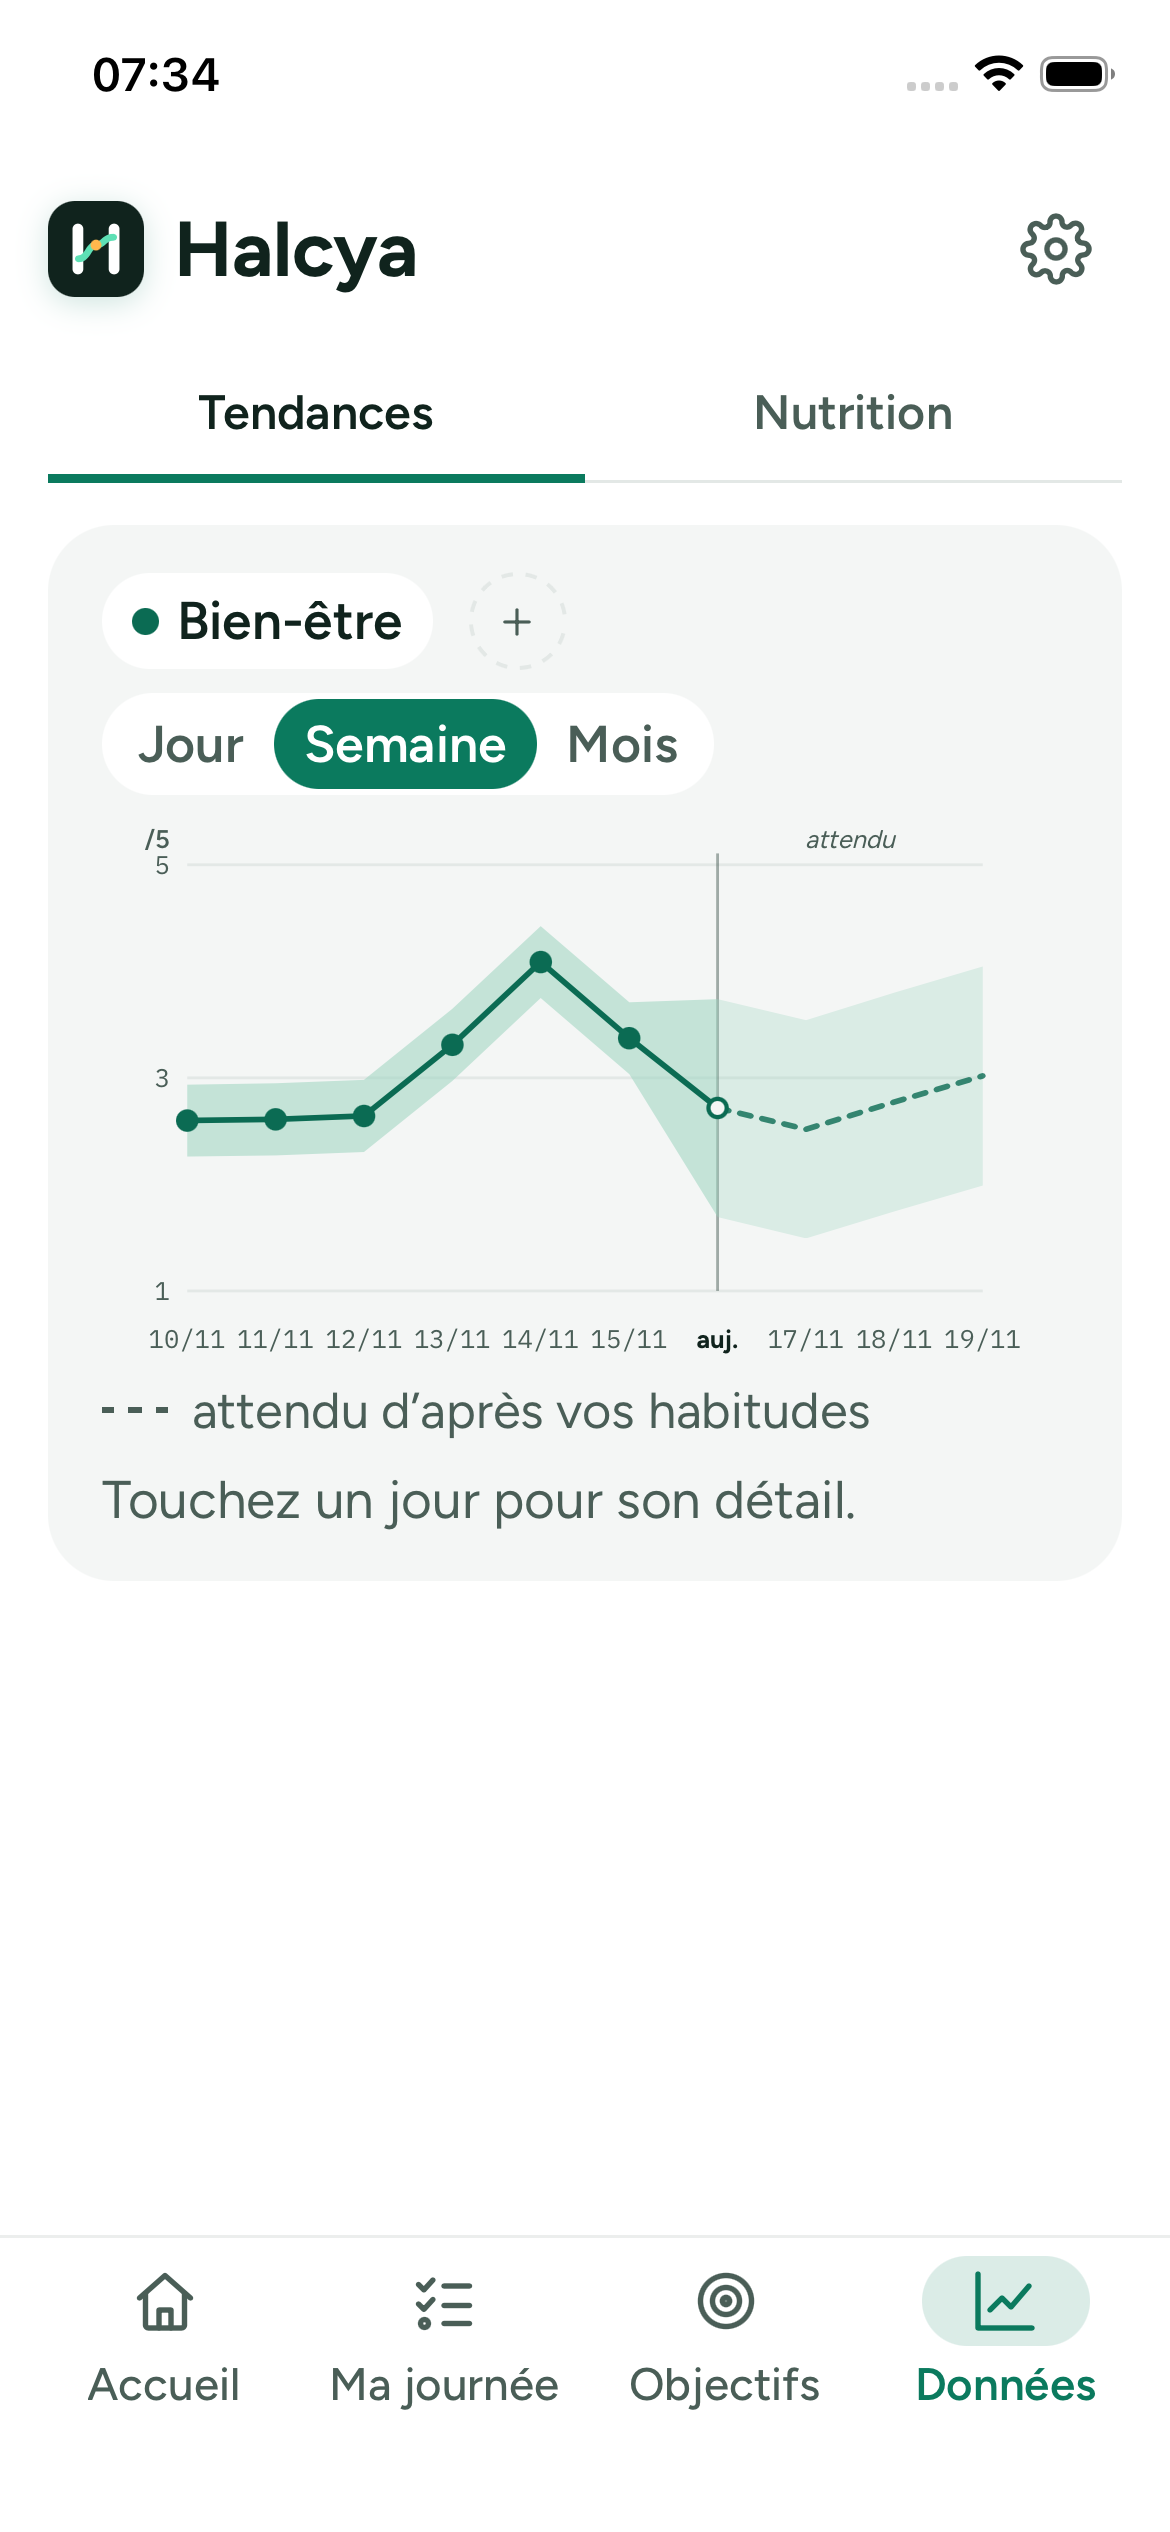 07:34
Halcya
Tendances
Nutrition
Bien-être
+
Jour Semaine Mois
/5
attendu
5
3
1
10/11 11/11 12/11 13/11 14/11 15/11 auj. 17/11 18/11 19/11
attendu d’après vos habitudes
Touchez un jour pour son détail.
Accueil
Ma journée
Objectifs
Données